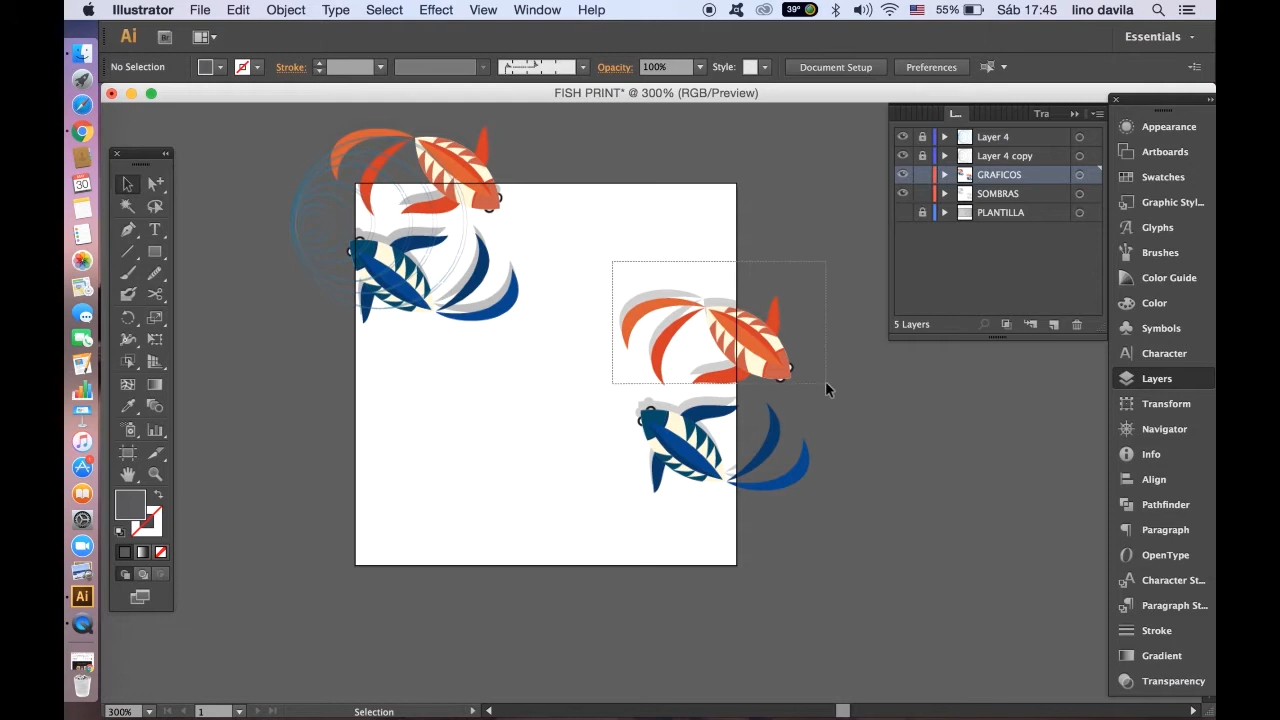 Illustrator File Edit Object Type Select Effect View Window Help 39° 55% Sáb 17:45 lino davila
Ai Br Essentials
No Selection Stroke: Opacity: 100% Style: Document Setup Preferences
FISH PRINT* @ 300% (RGB/Preview)
L... Tra
Layer 4
Layer 4 copy
GRAFICOS
SOMBRAS
PLANTILLA
5 Layers
Appearance
Artboards
Swatches
Graphic Styl...
Glyphs
Brushes
Color Guide
Color
Symbols
Character
Layers
Transform
Navigator
Info
Align
Pathfinder
Paragraph
OpenType
Character St...
Paragraph St...
Stroke
Gradient
Transparency
30
Ai
300% 1 Selection